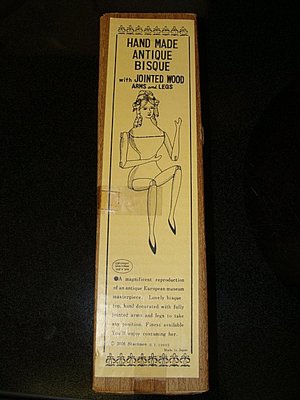 HAND MADE
ANTIQUE
BISQUE
with JOINTED WOOD
ARMS and LEGS
A magnificent reproduction
of an antique European museum
masterpiece. Lovely bisque
top, hand decorated with fully
jointed arms and legs to take
any position. Finest available
You'll enjoy costuming her.
Made in Japan